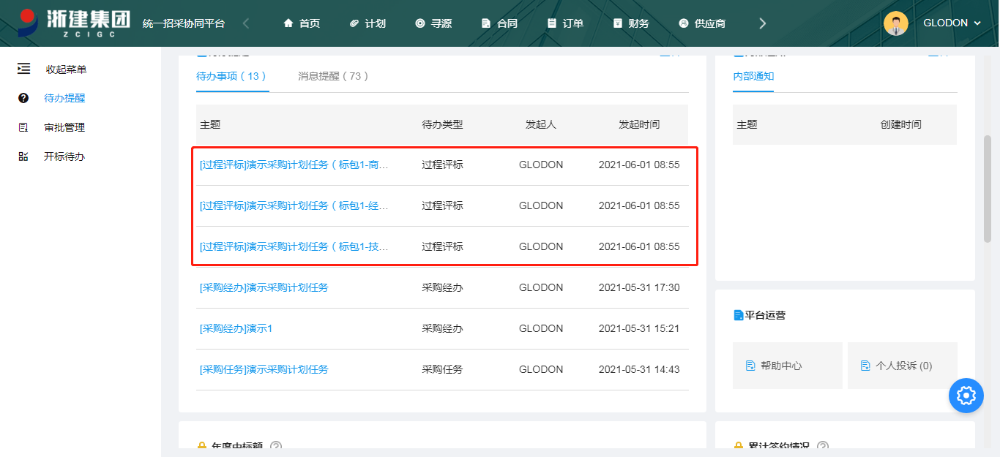 浙建集团
ZCIGC
统一招采协同平台
首页
计划
寻源
合同
订单
财务
供应商
GLODON
收起菜单
待办提醒
审批管理
开标待办
待办事项（13）
消息提醒（73）
主题
待办类型
发起人
发起时间
[过程评标]演示采购计划任务（标包1-商...
过程评标
GLODON
2021-06-01 08:55
[过程评标]演示采购计划任务（标包1-经...
过程评标
GLODON
2021-06-01 08:55
[过程评标]演示采购计划任务（标包1-技...
过程评标
GLODON
2021-06-01 08:55
[采购经办]演示采购计划任务
采购经办
GLODON
2021-05-31 17:30
[采购经办]演示1
采购经办
GLODON
2021-05-31 15:21
[采购任务]演示采购计划任务
采购任务
GLODON
2021-05-31 14:43
内部通知
主题
创建时间
平台运营
帮助中心
个人投诉 (0)
年度中标额
累计签约情况